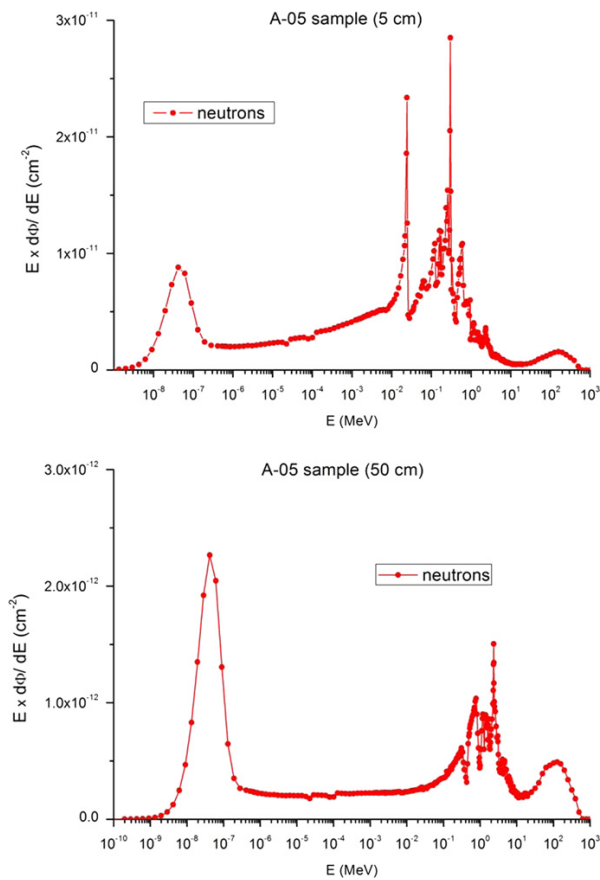 A-05 sample (5 cm)
3x10⁻¹¹
2x10⁻¹¹
1x10⁻¹¹
0
E x dΦ/ dE (cm⁻²)
neutrons
10⁻⁸ 10⁻⁷ 10⁻⁶ 10⁻⁵ 10⁻⁴ 10⁻³ 10⁻² 10⁻¹ 10⁰ 10¹ 10² 10³
E (MeV)
A-05 sample (50 cm)
3.0x10⁻¹²
2.0x10⁻¹²
1.0x10⁻¹²
0.0
E x dΦ/ dE (cm⁻²)
neutrons
10⁻¹⁰ 10⁻⁹ 10⁻⁸ 10⁻⁷ 10⁻⁶ 10⁻⁵ 10⁻⁴ 10⁻³ 10⁻² 10⁻¹ 10⁰ 10¹ 10² 10³
E (MeV)